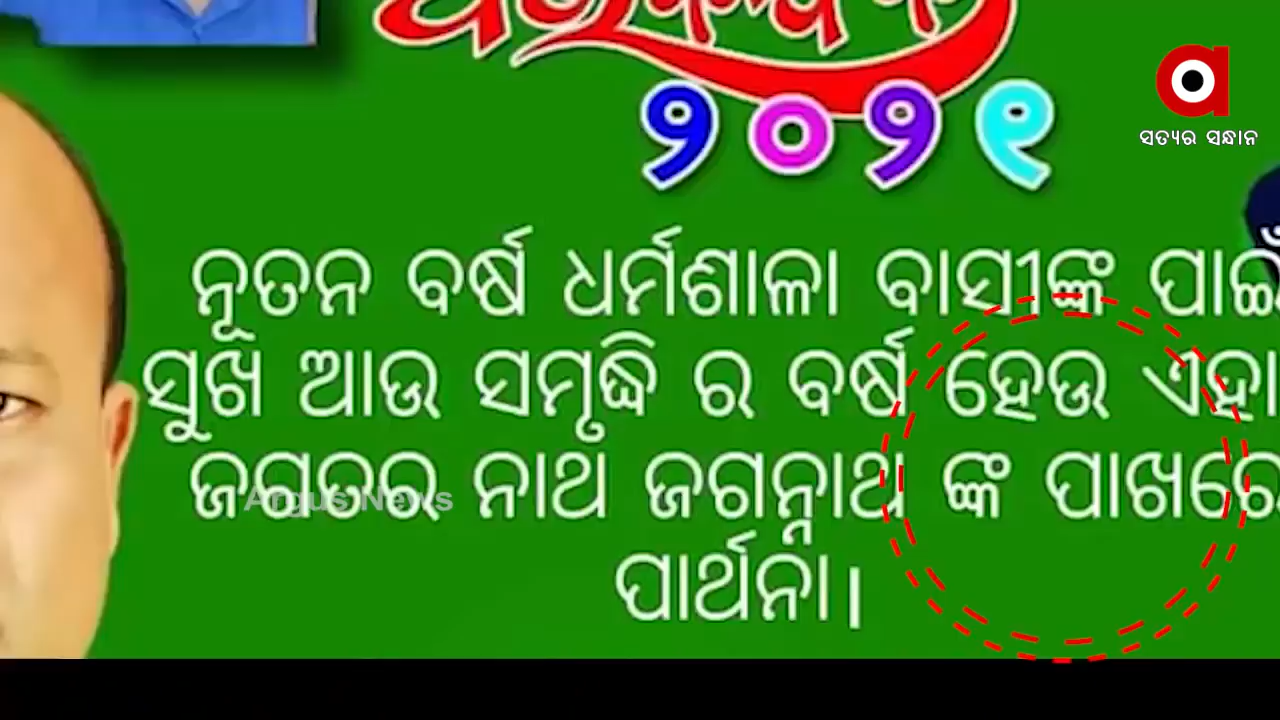 ୨୦୨୧
ସତ୍ୟର ସନ୍ଧାନ
ନୂତନ ବର୍ଷ ଧର୍ମଶାଳା ବାସୀଙ୍କ ପାଇଁ
ସୁଖ ଆଉ ସମୃଦ୍ଧି ର ବର୍ଷ ହେଉ ଏହା
ଜଗତର ନାଥ ଜଗନ୍ନାଥ ଙ୍କ ପାଖରେ
Argus News
ପାର୍ଥନା।